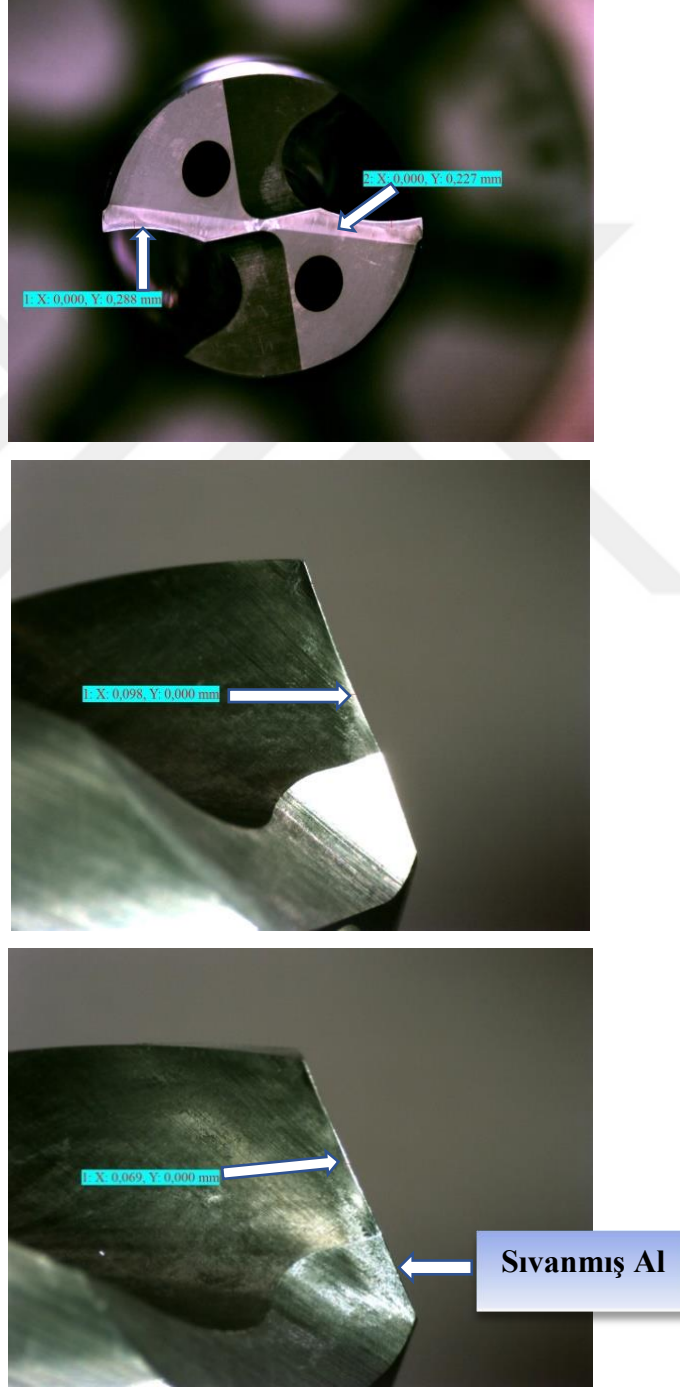 2: X: 0,000, Y: 0,227 mm
1: X: 0,000, Y: 0,288 mm
1: X: 0,098, Y: 0,000 mm
1: X: 0,069, Y: 0,000 mm
Sıvanmış Al